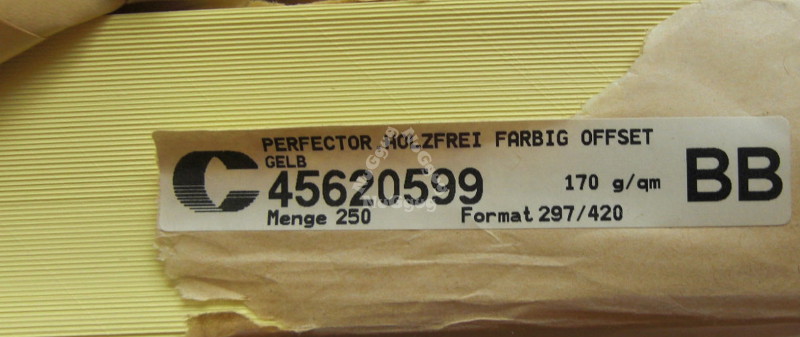 PERFECTOR HOLZFREI FARBIG OFFSET
GELB
45620599 170 g/qm BB
Menge 250 Format 297/420